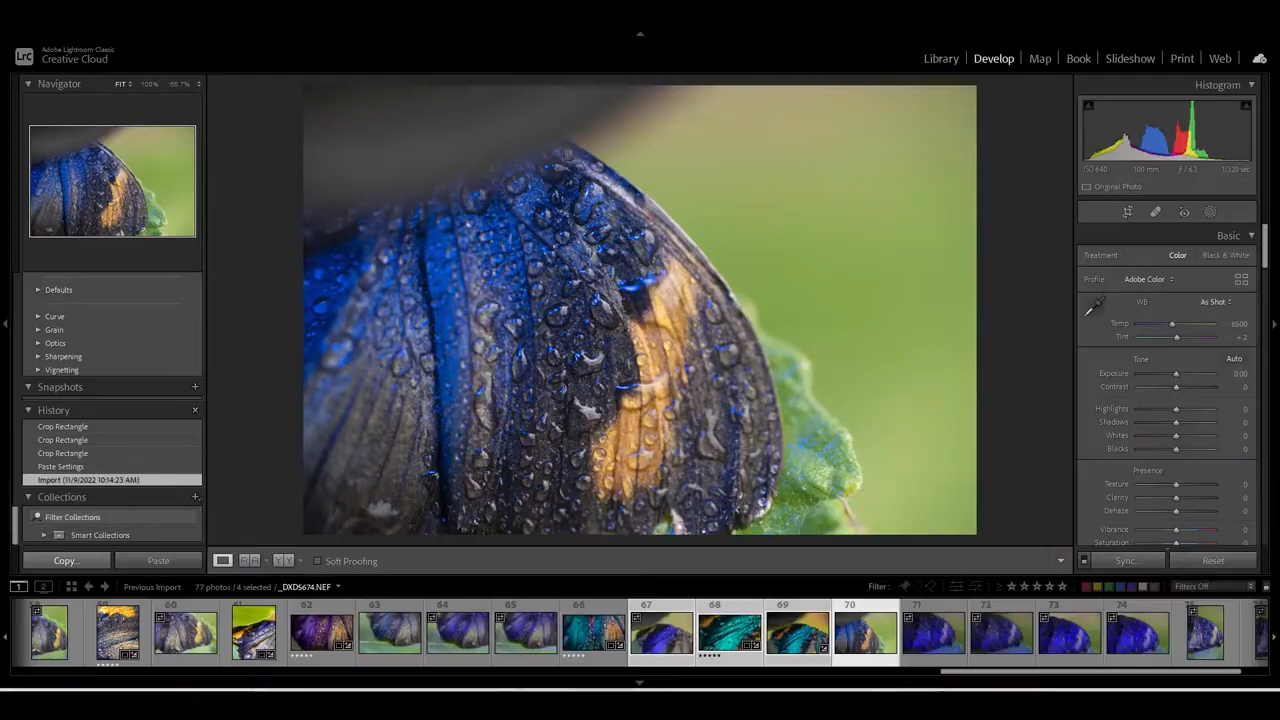 Lrc
Adobe Lightroom Classic
Creative Cloud
Library | Develop | Map | Book | Slideshow | Print | Web
Navigator FIT 100% 66.7%
Defaults
Curve
Grain
Optics
Sharpening
Vignetting
Snapshots +
History ×
Crop Rectangle
Crop Rectangle
Crop Rectangle
Paste Settings
Import (11/9/2022 10:14:23 AM)
Collections +
Filter Collections
Smart Collections
Copy... Paste
Soft Proofing
Histogram
ISO 640 100 mm ƒ / 6.3 1/320 sec
Original Photo
Basic
Treatment : Color | Black & White
Profile : Adobe Color
WB As Shot
Temp 6500
Tint + 2
Tone Auto
Exposure 0.00
Contrast 0
Highlights 0
Shadows 0
Whites 0
Blacks 0
Presence
Texture 0
Clarity 0
Dehaze 0
Vibrance 0
Saturation 0
Sync... Reset
1 2 Previous Import 77 photos / 4 selected / _DXD5674.NEF Filter : Filters Off
59 60 62 63 64 65 66 67 68 69 70 71 72 73 74